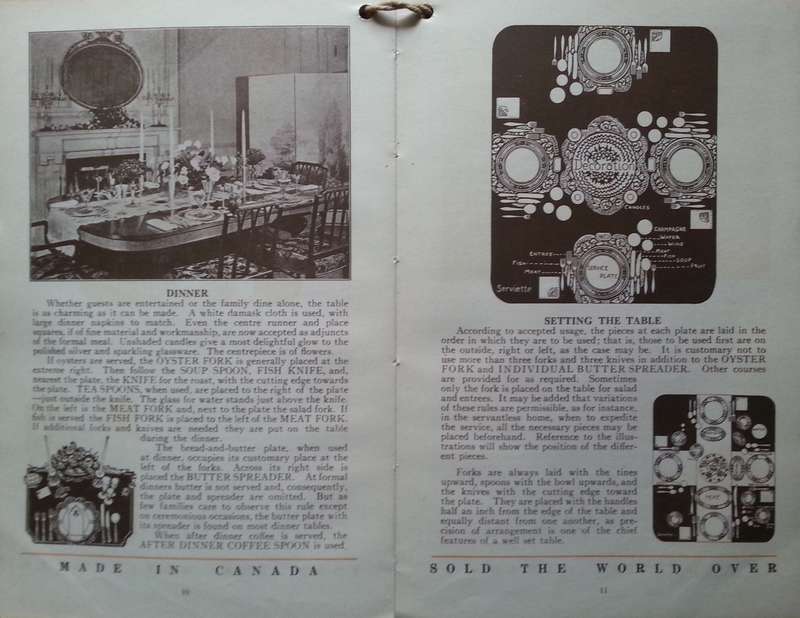 DINNER
Whether guests are entertained or the family dine alone, the table
is as charming as it can be made. A white damask cloth is used, with
large dinner napkins to match. Even the centre runner and place
squares, if of fine material and workmanship, are now accepted as adjuncts
of the formal meal. Unshaded candles give a most delightful glow to the
polished silver and sparkling glassware. The centrepiece is of flowers.
If oysters are served, the OYSTER FORK is generally placed at the
extreme right. Then follow the SOUP SPOON, FISH KNIFE, and,
nearest the plate, the KNIFE for the roast, with the cutting edge towards
the plate. TEA SPOONS, when used, are placed to the right of the plate
—just outside the knife. The glass for water stands just above the knife.
On the left is the MEAT FORK and, next to the plate the salad fork. If
fish is served the FISH FORK is placed to the left of the MEAT FORK.
If additional forks and knives are needed they are put on the table
during the dinner.
The bread-and-butter plate, when used
at dinner, occupies its customary place at the
left of the forks. Across its right side is
placed the BUTTER SPREADER. At formal
dinners butter is not served and, consequently,
the plate and spreader are omitted. But as
few families care to observe this rule except
on ceremonious occasions, the butter plate with
its spreader is found on most dinner tables.
When after dinner coffee is served, the
AFTER DINNER COFFEE SPOON is used.
MADE IN CANADA
10
Decoration
CANDLES
CHAMPAGNE
WATER
WINE
MEAT
FISH
SOUP
FRUIT
ENTREE
FISH
MEAT
SERVICE
PLATE
Serviette
SETTING THE TABLE
According to accepted usage, the pieces at each plate are laid in the
order in which they are to be used; that is, those to be used first are on
the outside, right or left, as the case may be. It is customary not to
use more than three forks and three knives in addition to the OYSTER
FORK and INDIVIDUAL BUTTER SPREADER. Other courses
are provided for as required. Sometimes
only the fork is placed on the table for salad
and entrees. It may be added that variations
of these rules are permissible, as for instance,
in the servantless home, when to expedite
the service, all the necessary pieces may be
placed beforehand. Reference to the illus-
trations will show the position of the differ-
ent pieces.
Forks are always laid with the tines
upward, spoons with the bowl upwards, and
the knives with the cutting edge toward
the plate. They are placed with the handles
half an inch from the edge of the table and
equally distant from one another, as pre-
cision of arrangement is one of the chief
features of a well set table.
MEAT
SOLD THE WORLD OVER
11